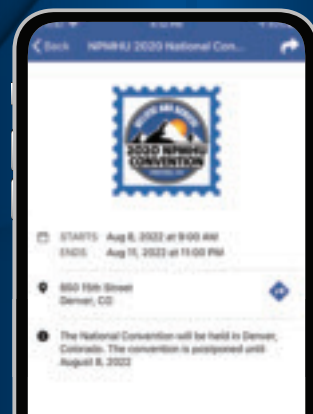 Back NPMHU 2020 National Con...
2020 NPMHU
CONVENTION
STARTS Aug 8, 2022 at 9:00 AM
ENDS Aug 11, 2022 at 11:00 PM
650 15th Street
Denver, CO
The National Convention will be held in Denver,
Colorado. The convention is postponed until
August 8, 2022